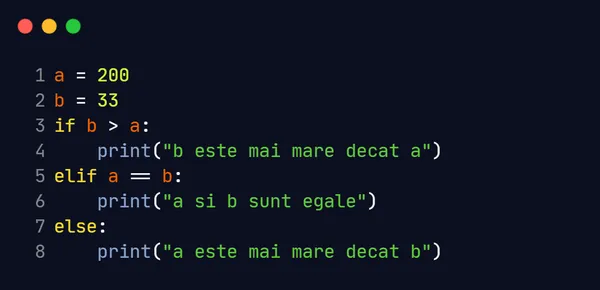 1 a = 200
2 b = 33
3 if b > a:
4     print("b este mai mare decat a")
5 elif a == b:
6     print("a si b sunt egale")
7 else:
8     print("a este mai mare decat b")